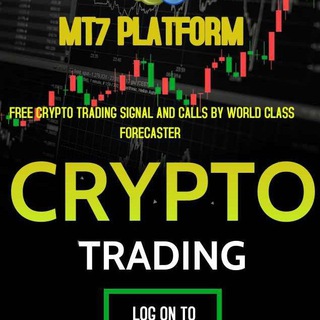 MT7 PLATFORM
FREE CRYPTO TRADING SIGNAL AND CALLS BY WORLD CLASS
FORECASTER
CRYPTO
TRADING
LOG ON TO